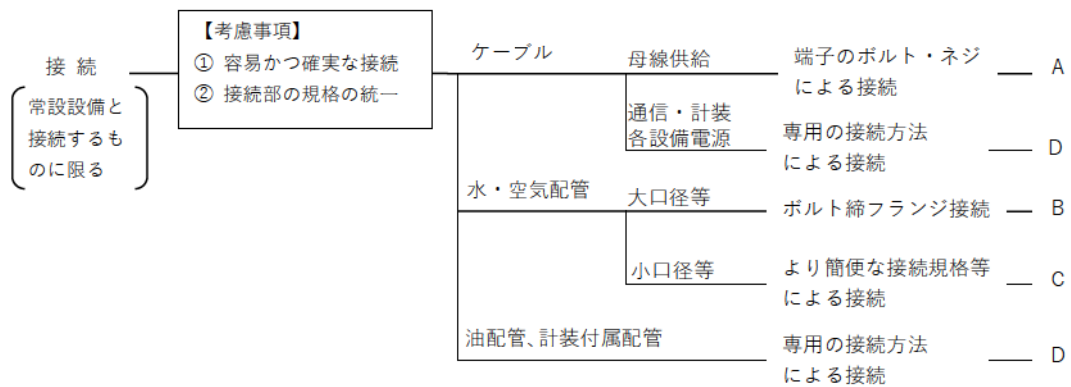 接 続
常設設備と
接続するも
のに限る
【考慮事項】
① 容易かつ確実な接続
② 接続部の規格の統一
ケーブル
母線供給
端子のボルト・ネジ
による接続
A
通信・計装
各設備電源
専用の接続方法
による接続
D
水・空気配管
大口径等
ボルト締フランジ接続
B
小口径等
より簡便な接続規格等
による接続
C
油配管、計装付属配管
専用の接続方法
による接続
D